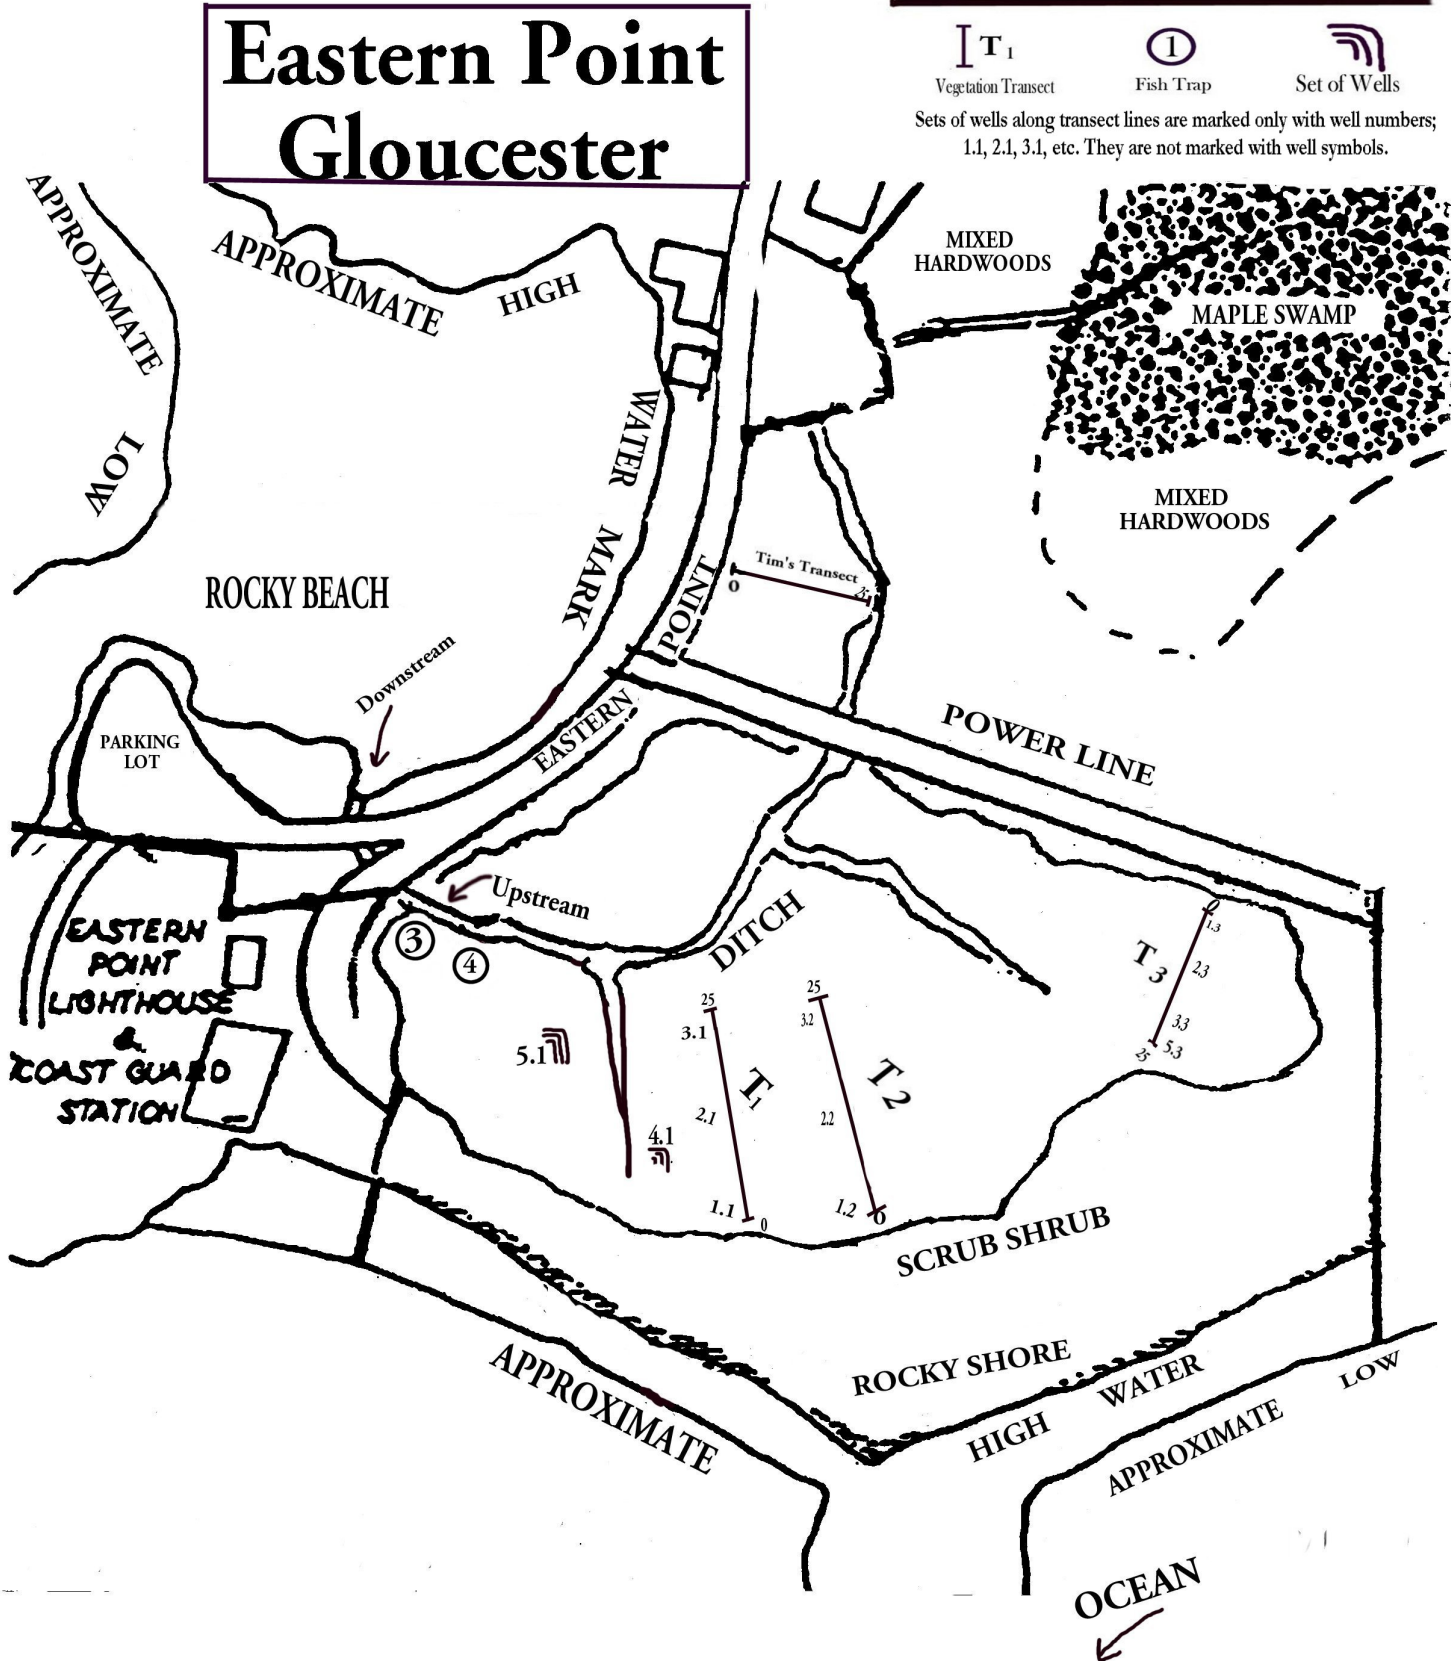 Eastern Point
Gloucester
T 1
1
Vegetation Transect
Fish Trap
Set of Wells
Sets of wells along transect lines are marked only with well numbers;
1.1, 2.1, 3.1, etc. They are not marked with well symbols.
APPROXIMATE
LOW
APPROXIMATE
HIGH
WATER
MARK
MIXED
HARDWOODS
MAPLE SWAMP
MIXED
HARDWOODS
ROCKY BEACH
Tim's Transect
0
25
POINT
EASTERN
Downstream
PARKING
LOT
POWER LINE
Upstream
DITCH
3
4
EASTERN
POINT
LIGHTHOUSE
&
COAST GUARD
STATION
0
1.3
T 3
2.3
3.3
25
5.3
25
3.1
T1
2.1
1.1
0
25
3.2
T 2
2.2
1.2
0
5.1
4.1
SCRUB SHRUB
ROCKY SHORE
HIGH
WATER
APPROXIMATE
APPROXIMATE
LOW
OCEAN